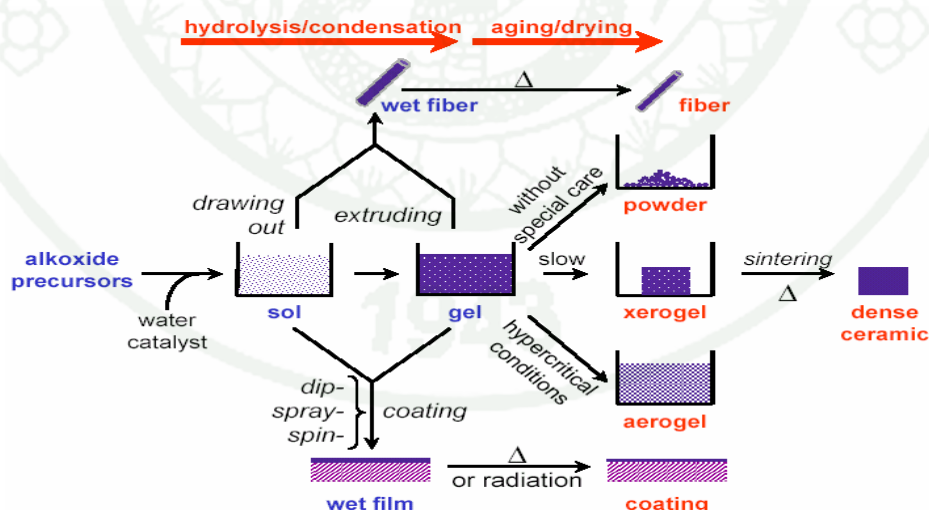 hydrolysis/condensation
aging/drying
wet fiber
Δ
fiber
drawing
out
extruding
without
special care
powder
alkoxide
precursors
water
catalyst
sol
gel
slow
xerogel
sintering
Δ
dense
ceramic
hypercritical
conditions
aerogel
dip-
spray-
spin-
coating
wet film
Δ
or radiation
coating
1943